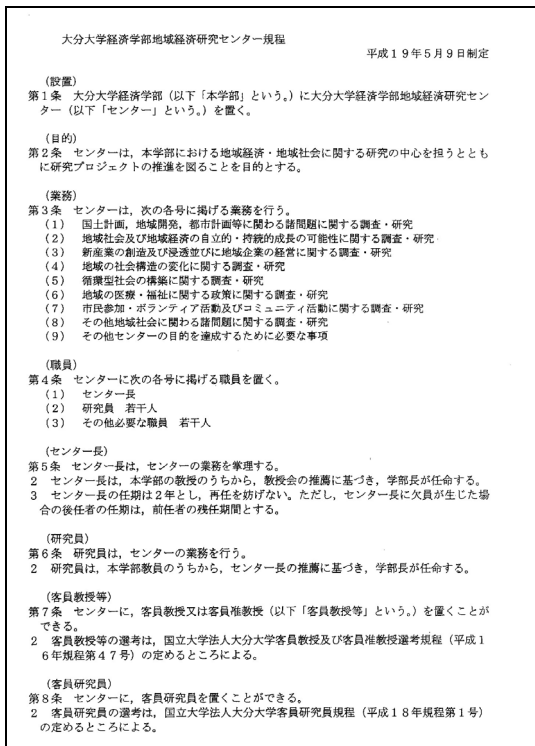 大分大学経済学部地域経済研究センター規程
平成19年5月9日制定
（設置）
第1条　大分大学経済学部（以下「本学部」という。）に大分大学経済学部地域経済研究セン
ター（以下「センター」という。）を置く。
（目的）
第2条　センターは，本学部における地域経済・地域社会に関する研究の中心を担うととも
に研究プロジェクトの推進を図ることを目的とする。
（業務）
第3条　センターは，次の各号に掲げる業務を行う。
（1）　国土計画，地域開発，都市計画等に関わる諸問題に関する調査・研究
（2）　地域社会及び地域経済の自立的・持続的成長の可能性に関する調査・研究
（3）　新産業の創造及び浸透並びに地域企業の経営に関する調査・研究
（4）　地域の社会構造の変化に関する調査・研究
（5）　循環型社会の構築に関する調査・研究
（6）　地域の医療・福祉に関する政策に関する調査・研究
（7）　市民参加・ボランティア活動及びコミュニティ活動に関する調査・研究
（8）　その他地域社会に関わる諸問題に関する調査・研究
（9）　その他センターの目的を達成するために必要な事項
（職員）
第4条　センターに次の各号に掲げる職員を置く。
（1）　センター長
（2）　研究員　若干人
（3）　その他必要な職員　若干人
（センター長）
第5条　センター長は，センターの業務を掌理する。
2　センター長は，本学部の教授のうちから，教授会の推薦に基づき，学部長が任命する。
3　センター長の任期は2年とし，再任を妨げない。ただし，センター長に欠員が生じた場
合の後任者の任期は，前任者の残任期間とする。
（研究員）
第6条　研究員は，センターの業務を行う。
2　研究員は，本学部教員のうちから，センター長の推薦に基づき，学部長が任命する。
（客員教授等）
第7条　センターに，客員教授又は客員准教授（以下「客員教授等」という。）を置くことが
できる。
2　客員教授等の選考は，国立大学法人大分大学客員教授及び客員准教授選考規程（平成1
6年規程第47号）の定めるところによる。
（客員研究員）
第8条　センターに，客員研究員を置くことができる。
2　客員研究員の選考は，国立大学法人大分大学客員研究員規程（平成18年規程第1号）
の定めるところによる。